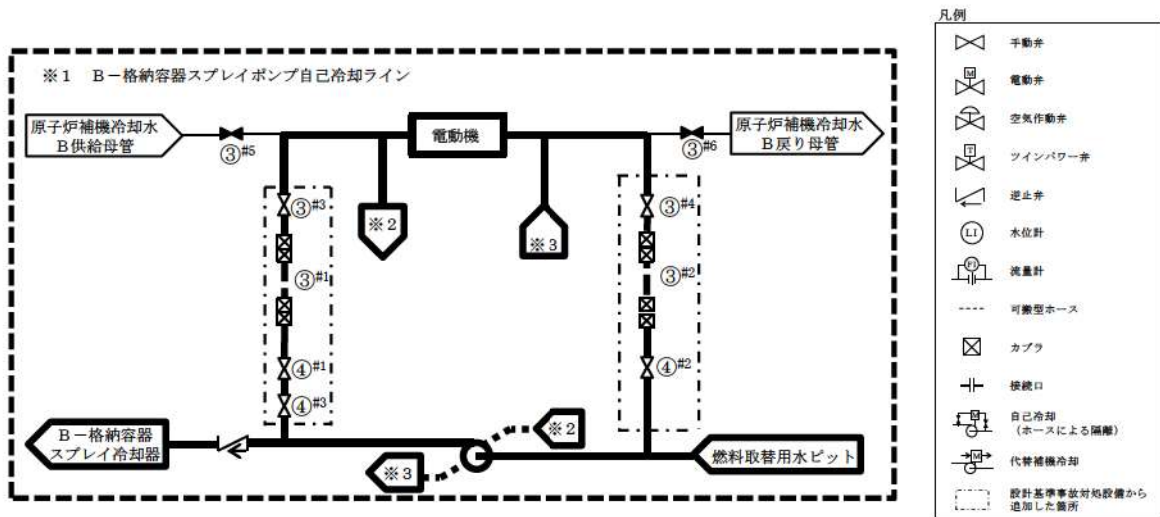 ※1 B－格納容器スプレイポンプ自己冷却ライン
原子炉補機冷却水
B供給母管
③#5
電動機
③#6
原子炉補機冷却水
B戻り母管
③#3
※2
※3
③#4
③#1
③#2
④#1
④#2
④#3
B－格納容器
スプレイ冷却器
※2
※3
燃料取替用水ピット
凡例
手動弁
M
電動弁
空気作動弁
T
ツインパワー弁
逆止弁
LI
水位計
FI
流量計
可搬型ホース
カプラ
接続口
M
自己冷却
（ホースによる隔離）
M
代替補機冷却
設計基準事故対処設備から
追加した箇所